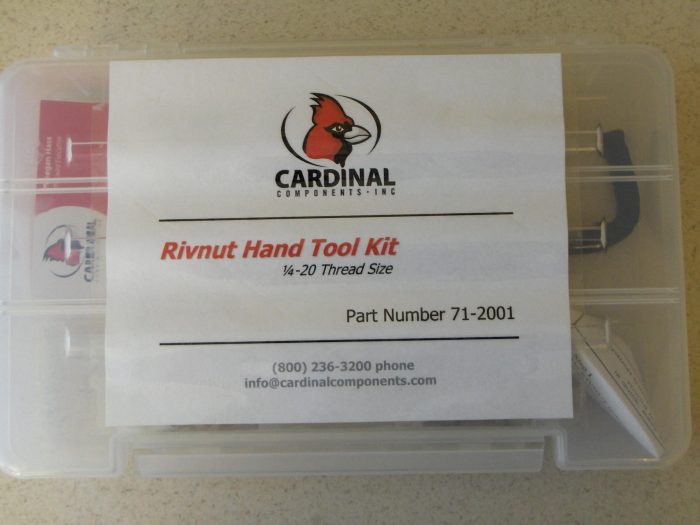 CARDINAL
COMPONENTS • INC
Rivnut Hand Tool Kit
¼-20 Thread Size
Part Number 71-2001
(800) 236-3200 phone
info@cardinalcomponents.com
CARDINAL